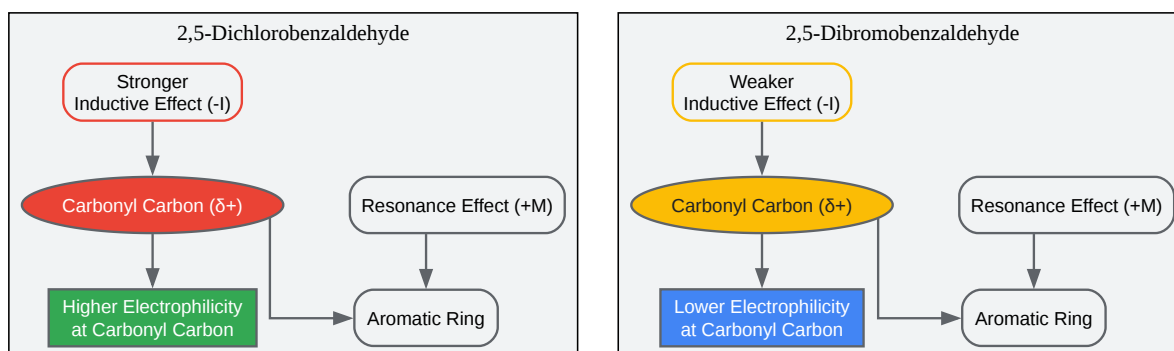 2,5-Dichlorobenzaldehyde
Stronger
Inductive Effect (-I)
Carbonyl Carbon (δ+)
Resonance Effect (+M)
Higher Electrophilicity
at Carbonyl Carbon
Aromatic Ring
2,5-Dibromobenzaldehyde
Weaker
Inductive Effect (-I)
Carbonyl Carbon (δ+)
Resonance Effect (+M)
Lower Electrophilicity
at Carbonyl Carbon
Aromatic Ring